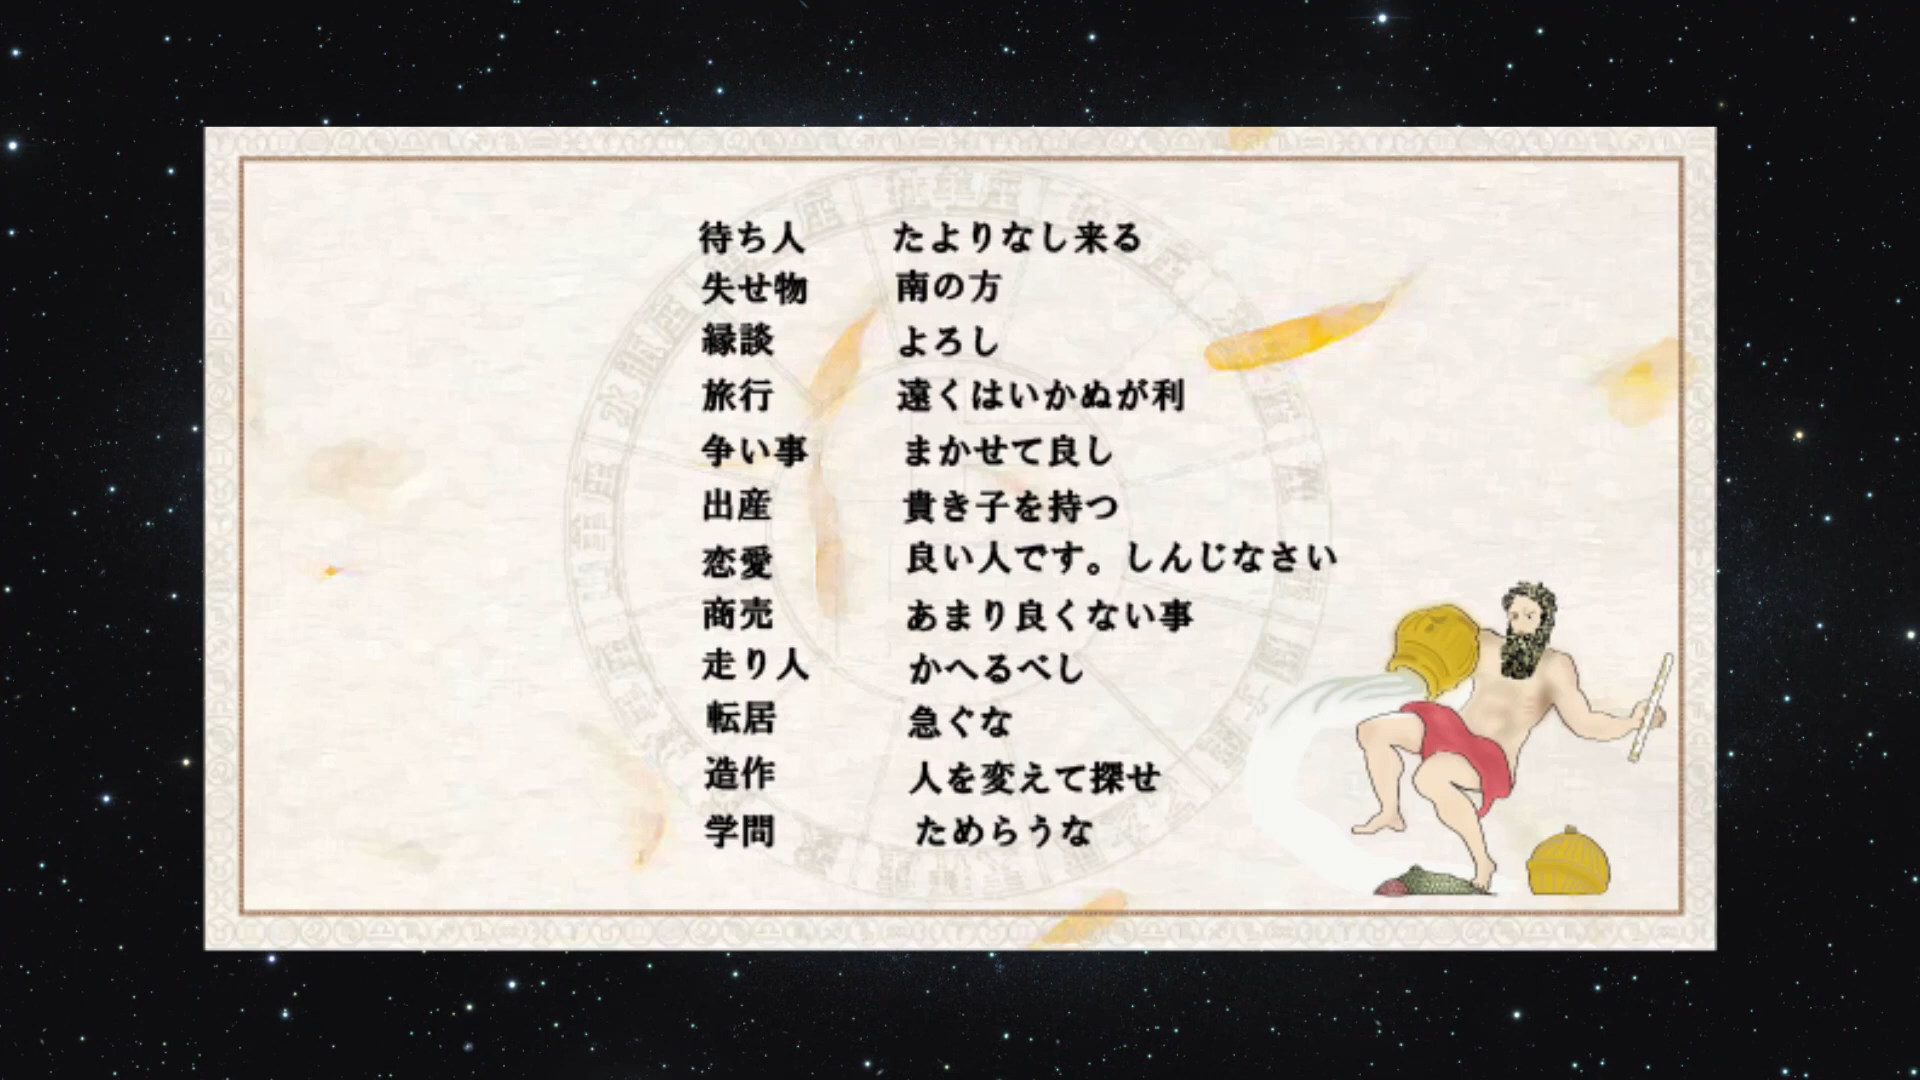 待ち人 たよりなし来る
失せ物 南の方
縁談 よろし
旅行 遠くはいかぬが利
争い事 まかせて良し
出産 貴き子を持つ
恋愛 良い人です。しんじなさい
商売 あまり良くない事
走り人 かへるべし
転居 急ぐな
造作 人を変えて探せ
学問 ためらうな